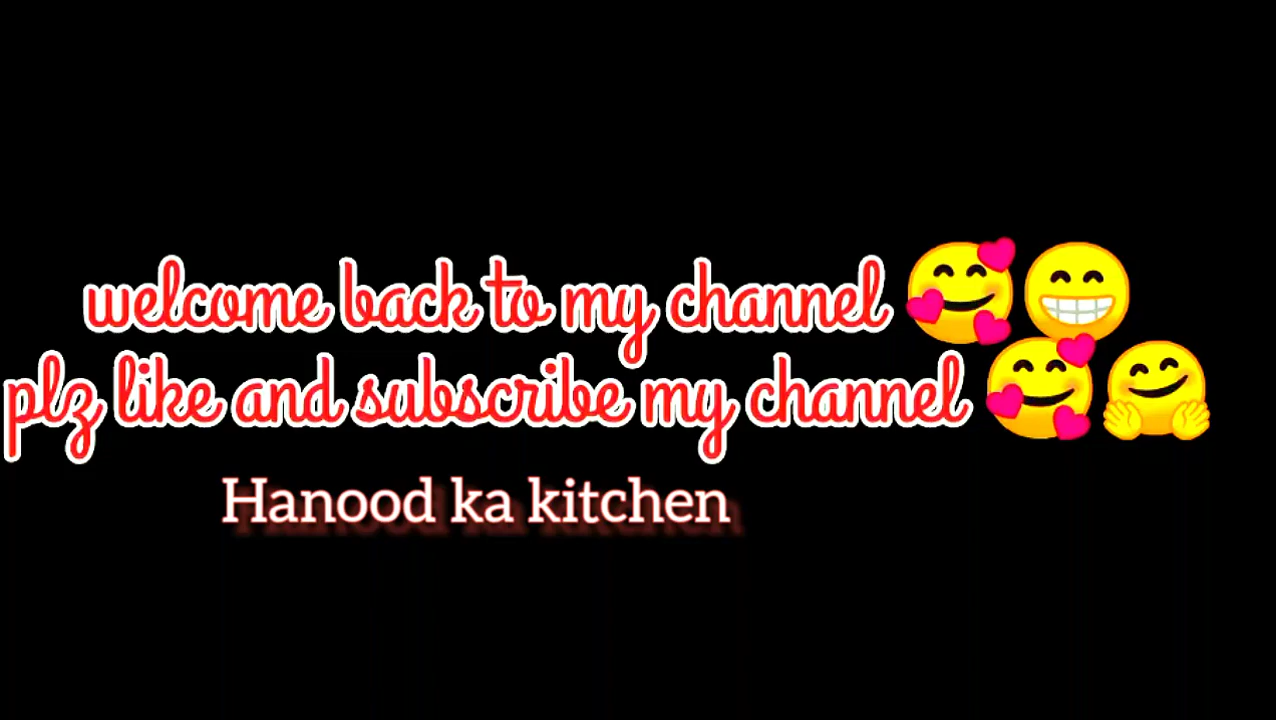 welcome back to my channel 🥰😁
plz like and subscribe my channel 🥰🤗
Hanood ka kitchen